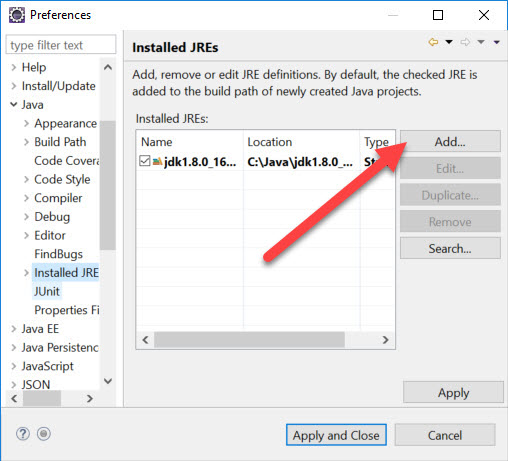 Preferences
type filter text
Help
Install/Update
Java
Appearance
Build Path
Code Covera
Code Style
Compiler
Debug
Editor
FindBugs
Installed JRE
JUnit
Properties Fi
Java EE
Java Persistenc
JavaScript
JSON
Installed JREs
Add, remove or edit JRE definitions. By default, the checked JRE is
added to the build path of newly created Java projects.
Installed JREs:
Name Location Type
jdk1.8.0_16... C:\Java\jdk1.8.0_...
Add...
Edit...
Duplicate...
Remove
Search...
Apply
? Apply and Close Cancel